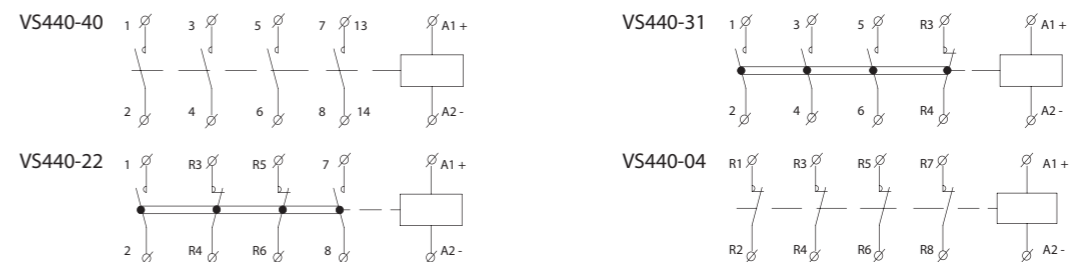 VS440-40 1 3 5 7 13 A1 +
2 4 6 8 14 A2 -
VS440-31 1 3 5 R3 A1 +
2 4 6 R4 A2 -
VS440-22 1 R3 R5 7 A1 +
2 R4 R6 8 A2 -
VS440-04 R1 R3 R5 R7 A1 +
R2 R4 R6 R8 A2 -